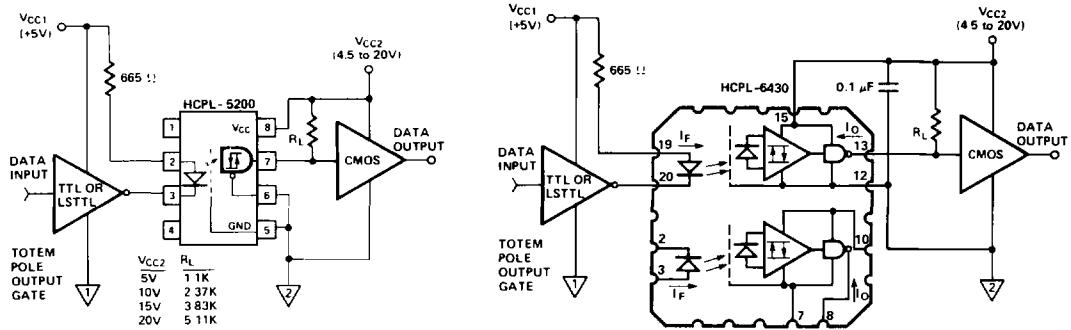 VCC1
(+5V)
665 Ω
VCC2
(4.5 to 20V)
HCPL-5200
1
VCC
8
RL
DATA
OUTPUT
2
7
CMOS
DATA
INPUT
TTL OR
LSTTL
3
6
4
GND
5
TOTEM
POLE
OUTPUT
GATE
1
2
VCC2 RL
5V 1 1K
10V 2 37K
15V 3 83K
20V 5 11K
VCC1
(+5V)
665 Ω
VCC2
(4 5 to 20V)
HCPL-6430
0.1 µF
15
IF
IO
RL
DATA
OUTPUT
19
13
CMOS
DATA
INPUT
TTL OR
LSTTL
20
12
2
10
3
IF
IO
7
8
TOTEM
POLE
OUTPUT
GATE
1
2